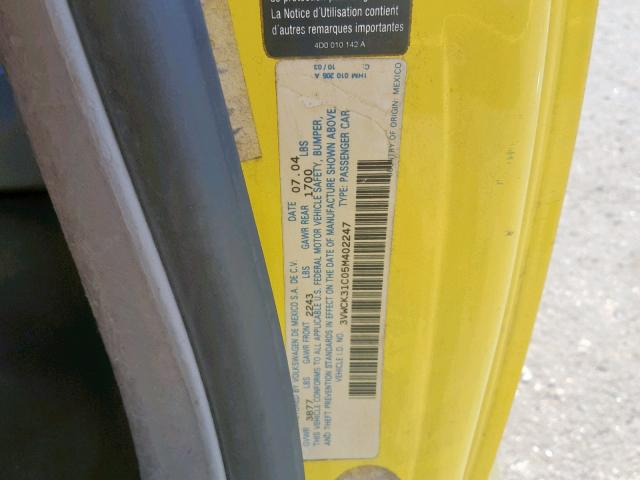 La Notice d'Utilisation contient
d'autres remarques importantes
4D0 010 142 A
BY VOLKSWAGEN DE MEXICO S.A. DE C.V. DATE 07.04
GVWR 3877 LBS GAWR FRONT 2243 LBS GAWR REAR 1700 LBS
THIS VEHICLE CONFORMS TO ALL APPLICABLE U.S. FEDERAL MOTOR VEHICLE SAFETY, BUMPER,
AND THEFT PREVENTION STANDARDS IN EFFECT ON THE DATE OF MANUFACTURE SHOWN ABOVE.
VEHICLE I.D. NO. 3VWCK31C05M402247 TYPE: PASSENGER CAR
COUNTRY OF ORIGIN: MEXICO
1HM 010 205 A
10/03